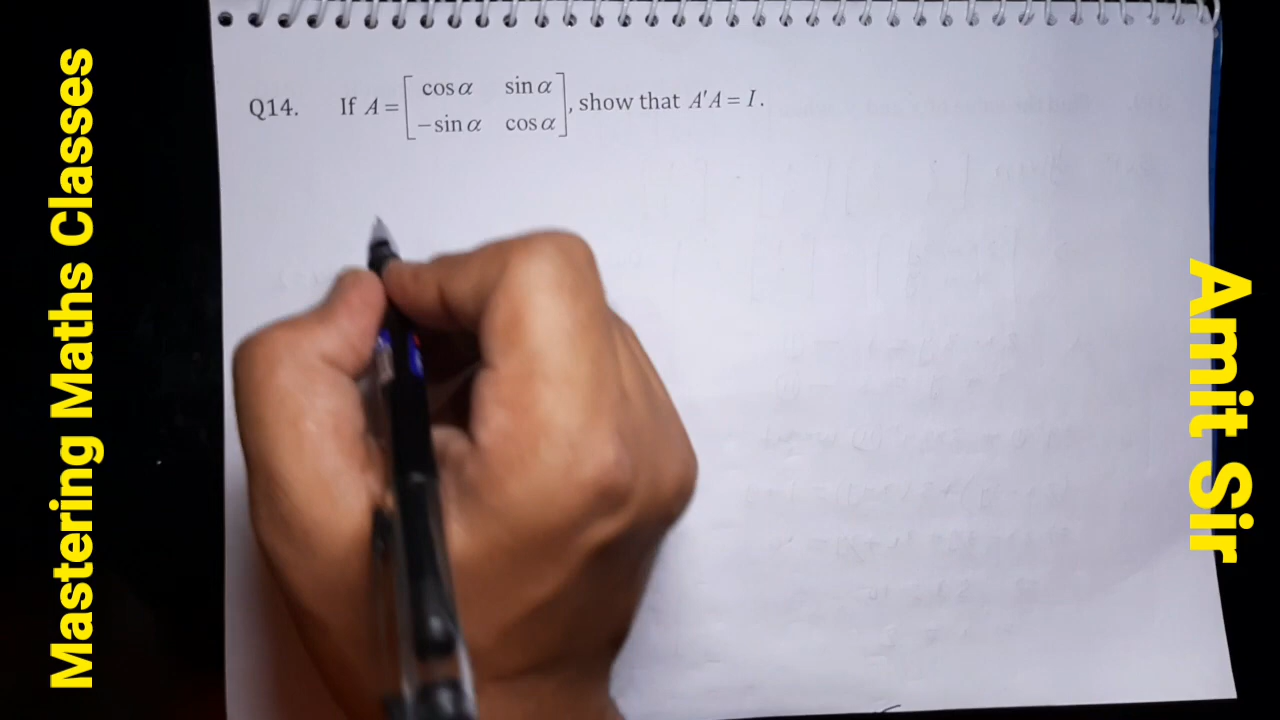 Mastering Maths Classes
Q14. If A = [ cos α sin α
− sin α cos α ], show that A′A = I.
Amit Sir